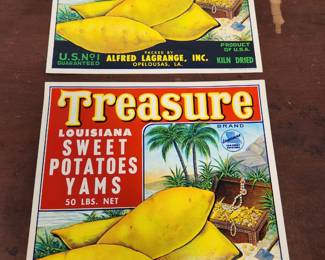 U.S. No 1
GUARANTEED
PACKED BY
ALFRED LAGRANGE, INC.
OPELOUSAS, LA.
PRODUCT
OF U.S.A.
KILN DRIED
Treasure
BRAND
LOUISIANA
SWEET
POTATOES
YAMS
50 LBS. NET